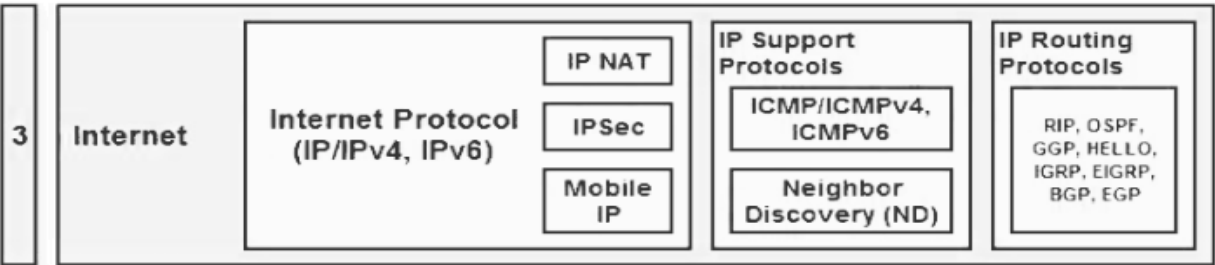 3
Internet
Internet Protocol
(IP/IPv4, IPv6)
IP NAT
IPSec
Mobile
IP
IP Support
Protocols
ICMP/ICMPv4,
ICMPv6
Neighbor
Discovery (ND)
IP Routing
Protocols
RIP, OSPF,
GGP, HELLO,
IGRP, EIGRP,
BGP, EGP